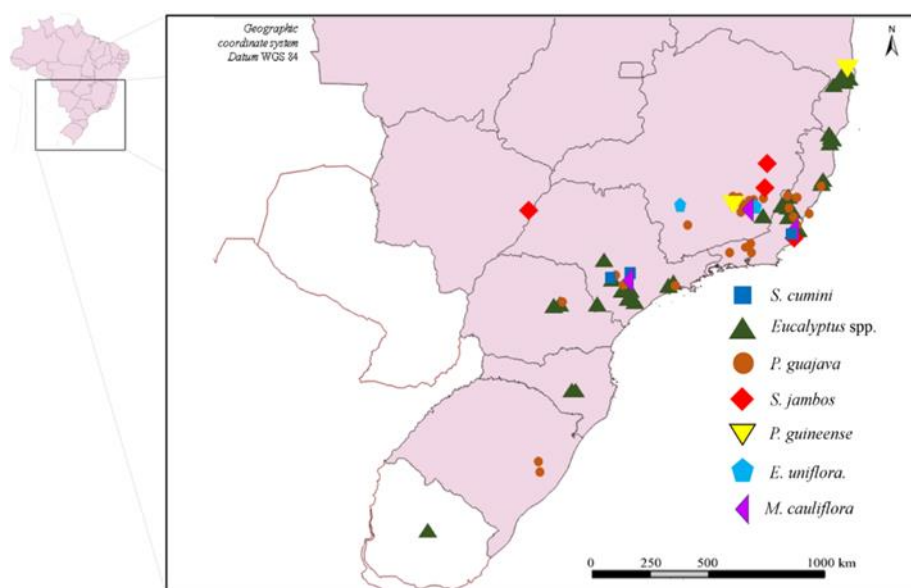 Geographic
coordinate system
Datum WGS 84
N
S. cumini
Eucalyptus spp.
P. guajava
S. jambos
P. guineense
E. uniflora.
M. cauliflora
0 250 500 1000 km